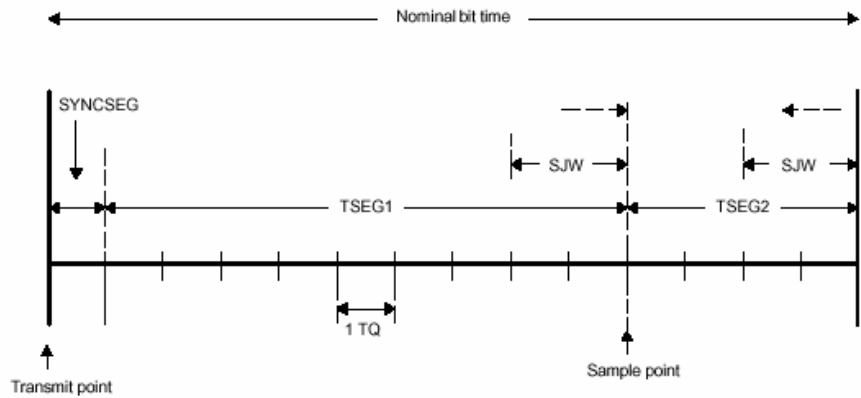 Nominal bit time
SYNCSEG
SJW
SJW
TSEG1
TSEG2
1 TQ
Sample point
Transmit point